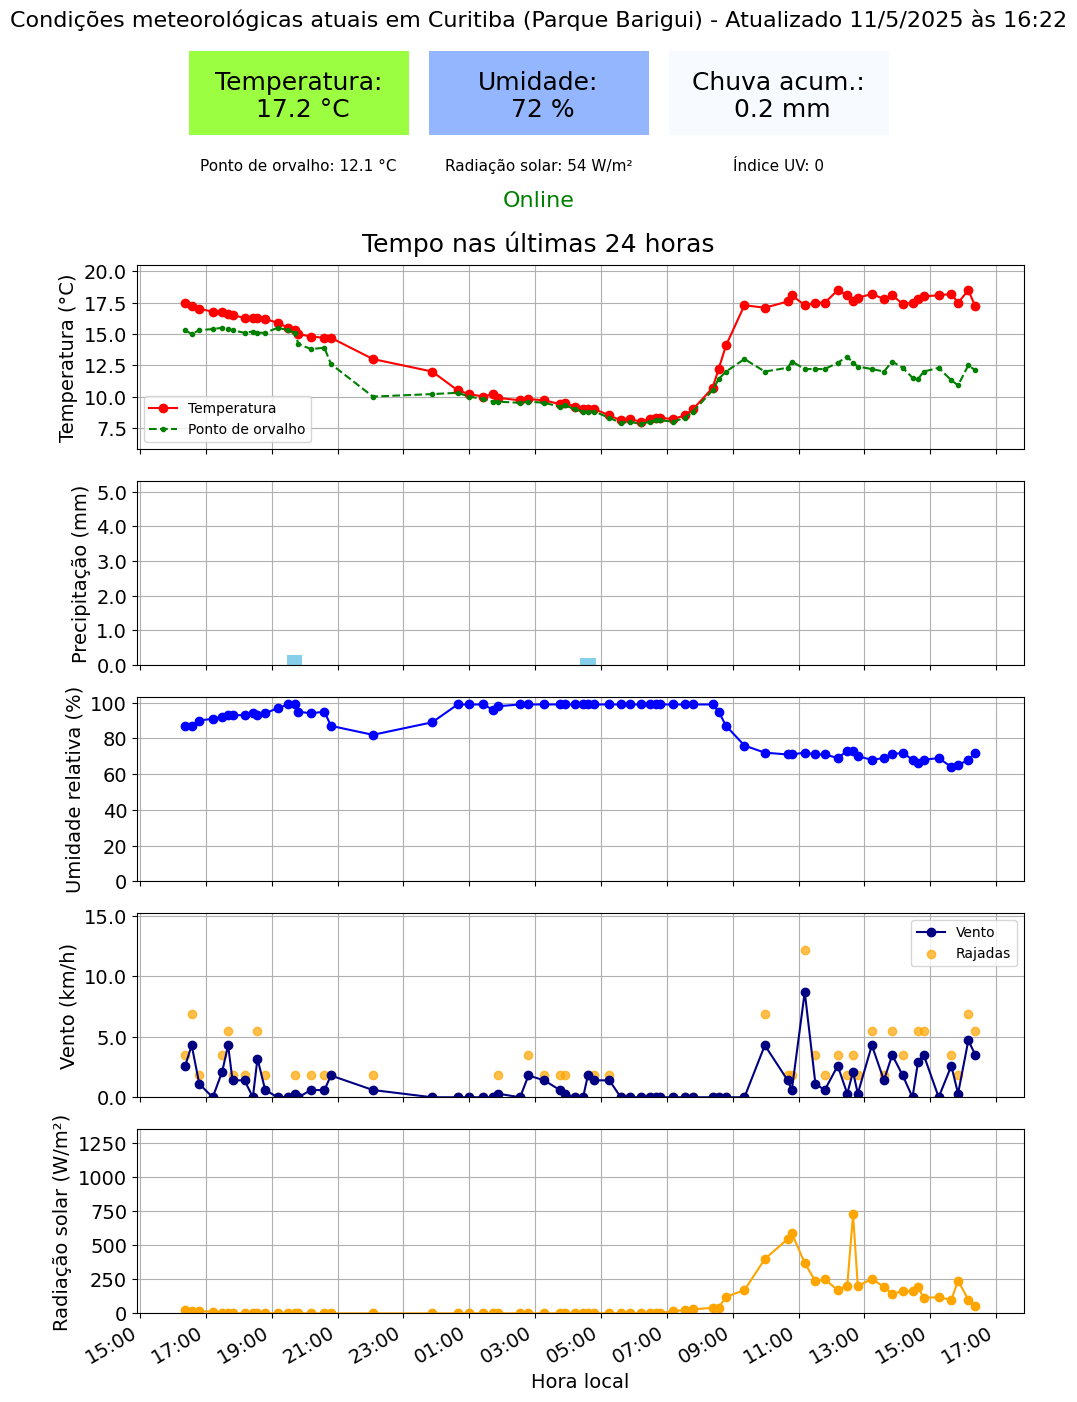 Condições meteorológicas atuais em Curitiba (Parque Barigui) - Atualizado 11/5/2025 às 16:22
Temperatura:
17.2 °C
Umidade:
72 %
Chuva acum.:
0.2 mm
Ponto de orvalho: 12.1 °C
Radiação solar: 54 W/m²
Índice UV: 0
Online
Tempo nas últimas 24 horas
Temperatura (°C)
20.0
17.5
15.0
12.5
10.0
7.5
Temperatura
Ponto de orvalho
Precipitação (mm)
5.0
4.0
3.0
2.0
1.0
0.0
Umidade relativa (%)
100
80
60
40
20
0
Vento (km/h)
15.0
10.0
5.0
0.0
Vento
Rajadas
Radiação solar (W/m²)
1250
1000
750
500
250
0
15:00
17:00
19:00
21:00
23:00
01:00
03:00
05:00
07:00
09:00
11:00
13:00
15:00
17:00
Hora local